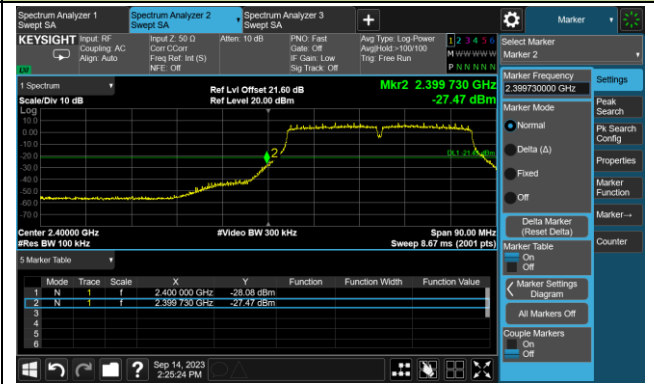 Spectrum Analyzer 1
Swept SA
Spectrum Analyzer 2
Swept SA
Spectrum Analyzer 3
Swept SA
Marker
KEYSIGHT
Input: RF
Coupling: AC
Align: Auto
Input Z: 50 Ω
Corr CCorr
Freq Ref: Int (S)
NFE: Off
Atten: 10 dB
PNO: Fast
Gate: Off
IF Gain: Low
Sig Track: Off
Avg Type: Log-Power
Avg|Hold:>100/100
Trig: Free Run
1 2 3 4 5 6
M W W W W W
P N N N N N
Select Marker
Marker 2
1 Spectrum
Scale/Div 10 dB
Log
Ref Lvl Offset 21.60 dB
Ref Level 20.00 dBm
Mkr2 2.399 730 GHz
-27.47 dBm
10.0
0.00
-10.0
-20.0
-30.0
-40.0
-50.0
-60.0
-70.0
2
Center 2.40000 GHz
#Res BW 100 kHz
#Video BW 300 kHz
Span 90.00 MHz
Sweep 8.67 ms (2001 pts)
5 Marker Table
Mode Trace Scale X Y Function Function Width Function Value
1 N 1 f 2.400 000 GHz -28.08 dBm
2 N 1 f 2.399 730 GHz -27.47 dBm
3
4
5
6
Marker Frequency
2.399730000 GHz
Marker Mode
Normal
Delta (Δ)
Fixed
Off
Delta Marker
(Reset Delta)
Marker Table
On
Off
Marker Settings
Diagram
All Markers Off
Couple Markers
On
Off
Settings
Peak
Search
Pk Search
Config
Properties
Marker
Function
Marker→
Counter
Sep 14, 2023
2:25:24 PM